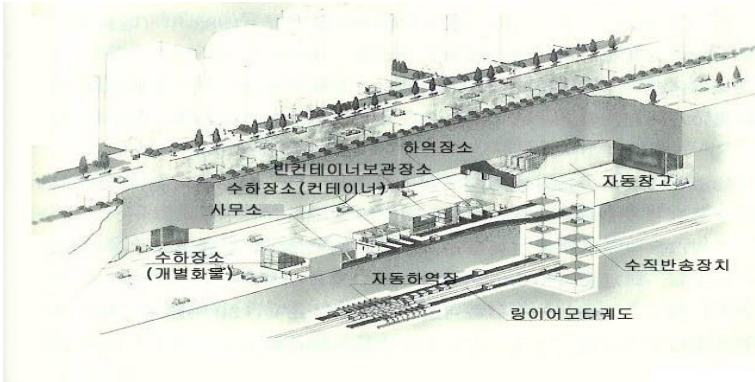 하역장소
빈컨테이너보관장소
수하장소(컨테이너)
자동창고
사무소
수하장소
(개별화물)
수직반송장치
자동하역장
링이어모터궤도